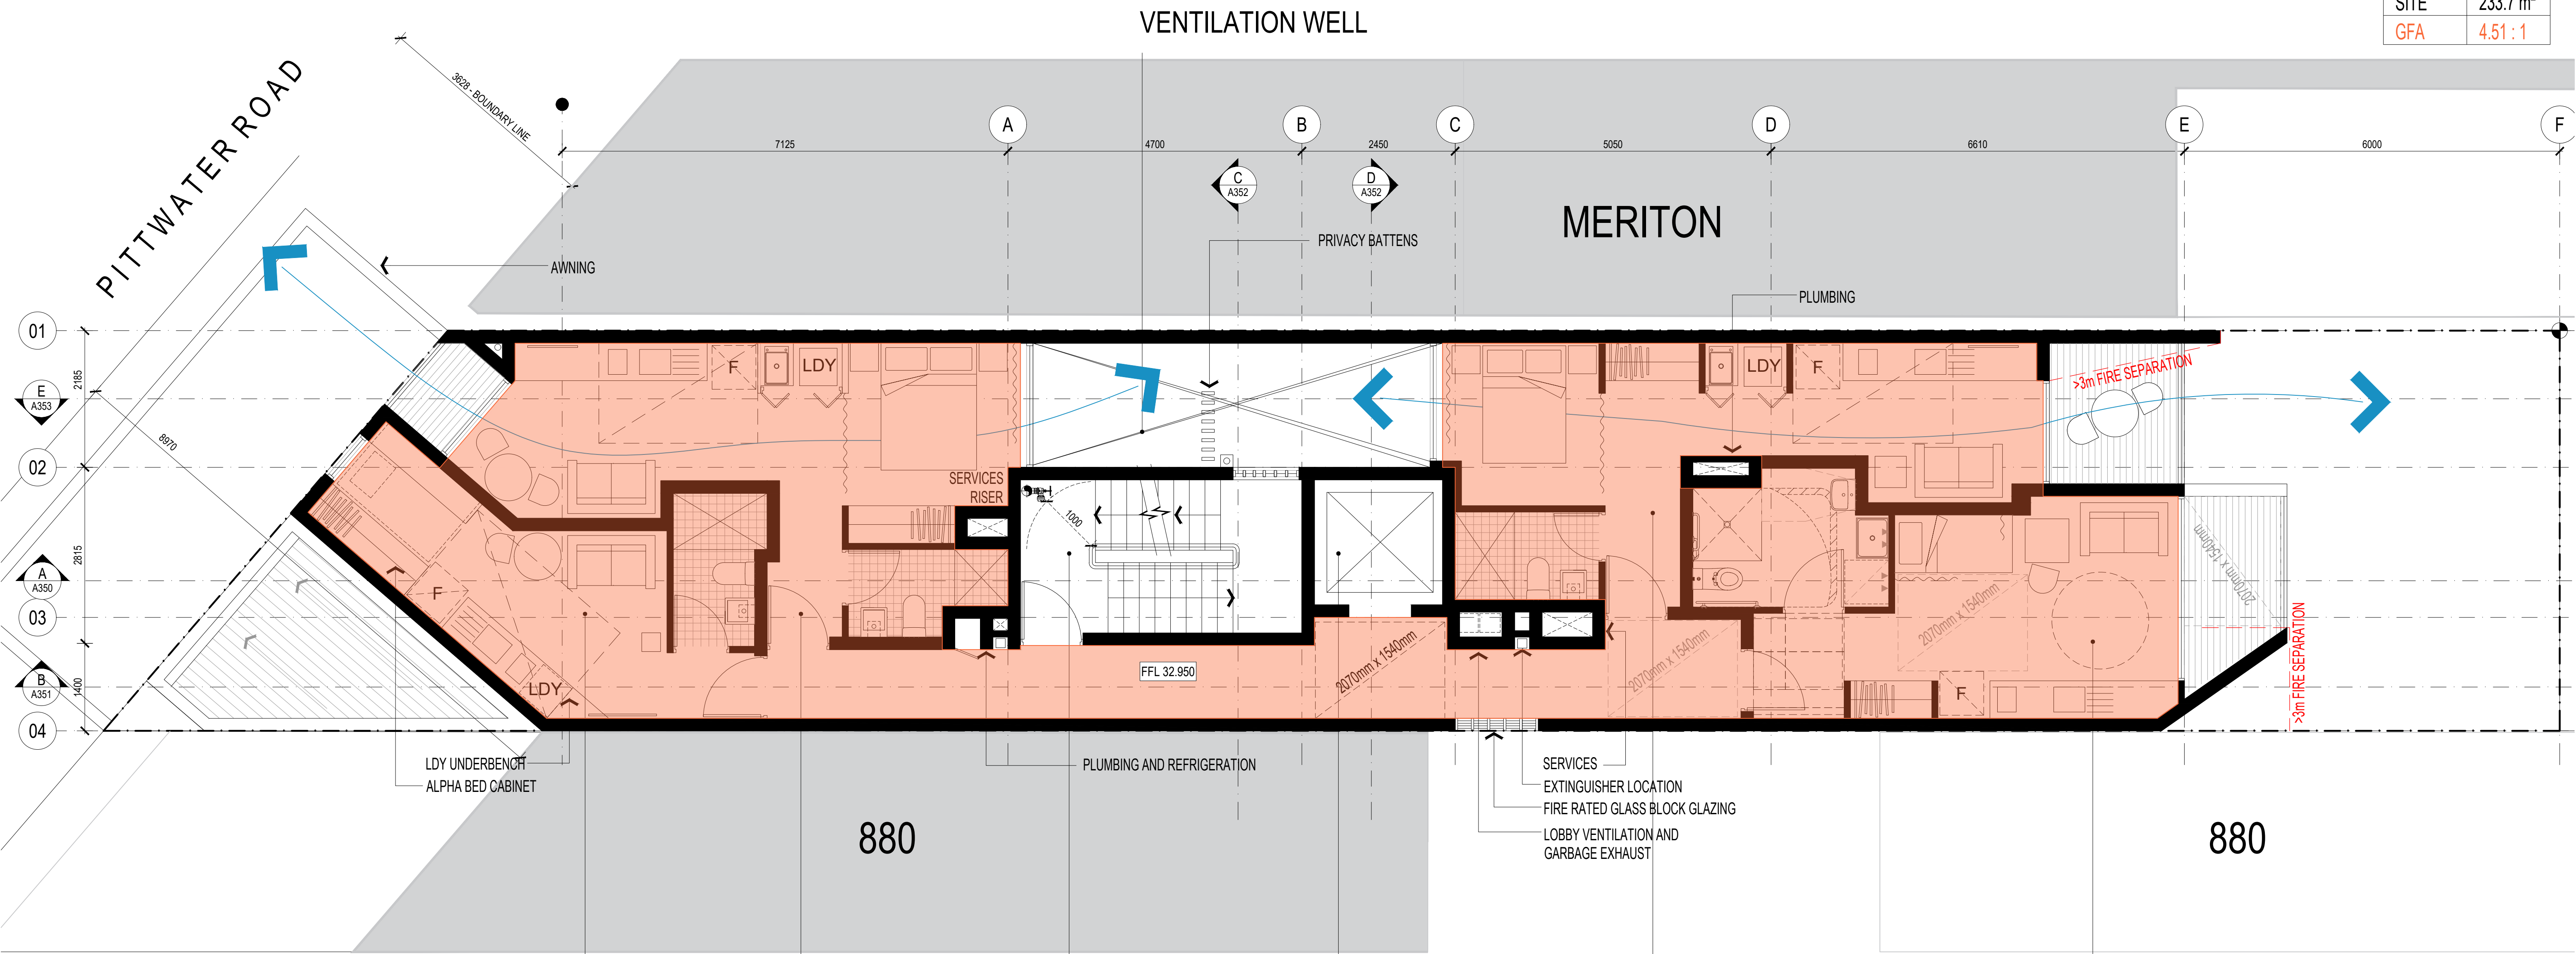 VENTILATION WELL
SITE 233.7 m²
GFA 4.51 : 1
PITTWATER ROAD
3628 - BOUNDARY LINE
A
B
C
D
E
F
7125
4700
2450
5050
6610
6000
C
A352
D
A352
MERITON
PRIVACY BATTENS
AWNING
PLUMBING
01
02
03
04
2185
2815
1400
E
A353
A
A350
B
A351
8970
F
LDY
LDY
F
>3m FIRE SEPARATION
SERVICES
RISER
1000
F
LDY
FFL 32.950
2070mm x 1540mm
2070mm x 1540mm
2070mm x 1540mm
2070mm x 1540mm
F
>3m FIRE SEPARATION
LDY UNDERBENCH
ALPHA BED CABINET
PLUMBING AND REFRIGERATION
SERVICES
EXTINGUISHER LOCATION
FIRE RATED GLASS BLOCK GLAZING
LOBBY VENTILATION AND
GARBAGE EXHAUST
880
880